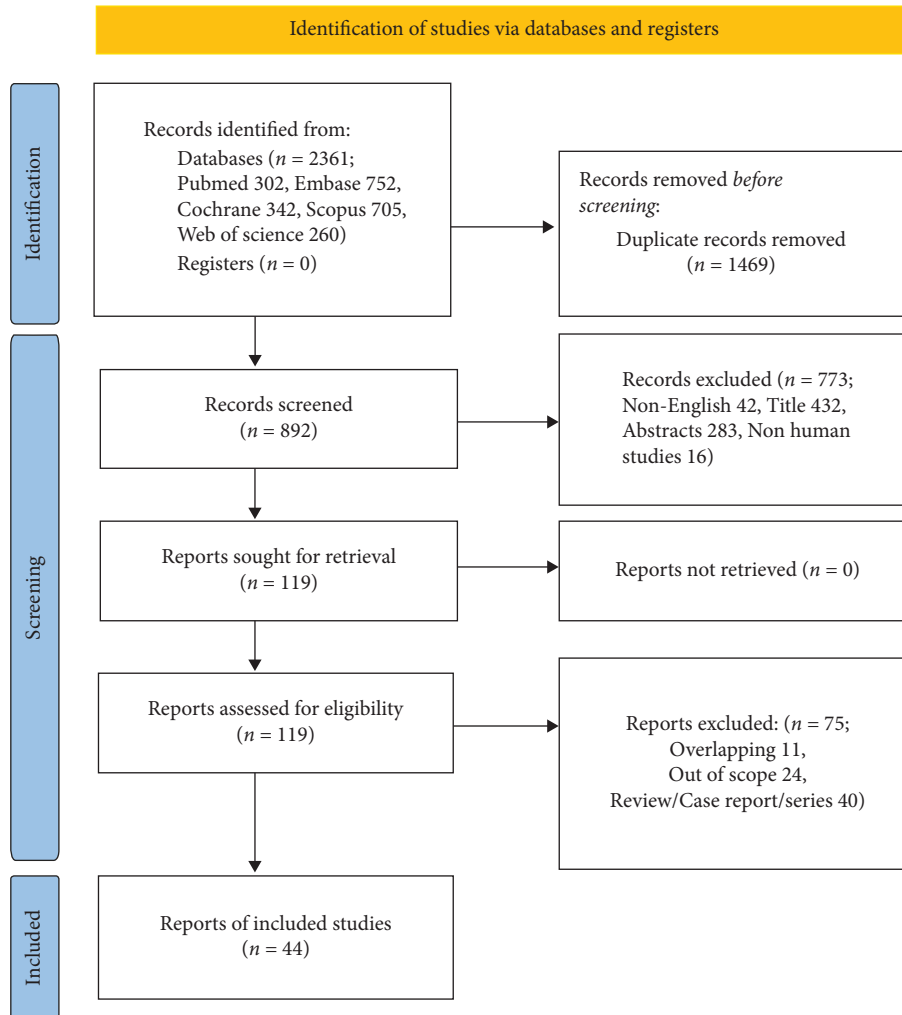 Identification of studies via databases and registers
Identification
Records identified from:
Databases (n = 2361;
Pubmed 302, Embase 752,
Cochrane 342, Scopus 705,
Web of science 260)
Registers (n = 0)
Records removed before
screening:
Duplicate records removed
(n = 1469)
Screening
Records screened
(n = 892)
Records excluded (n = 773;
Non-English 42, Title 432,
Abstracts 283, Non human
studies 16)
Reports sought for retrieval
(n = 119)
Reports not retrieved (n = 0)
Reports assessed for eligibility
(n = 119)
Reports excluded: (n = 75;
Overlapping 11,
Out of scope 24,
Review/Case report/series 40)
Included
Reports of included studies
(n = 44)